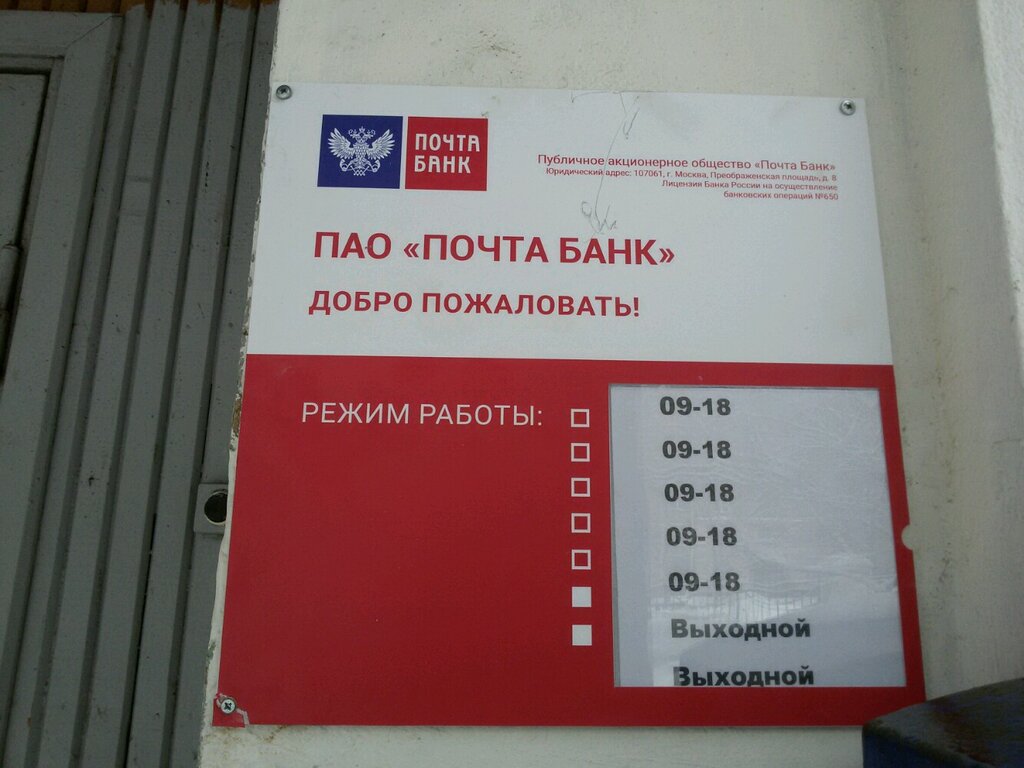 ПОЧТА
БАНК
Публичное акционерное общество «Почта Банк»
Юридический адрес: 107061, г. Москва, Преображенская площадь, д. 8
Лицензия Банка России на осуществление
банковских операций №650
ПАО «ПОЧТА БАНК»
ДОБРО ПОЖАЛОВАТЬ!
РЕЖИМ РАБОТЫ:
09-18
09-18
09-18
09-18
09-18
Выходной
Выходной